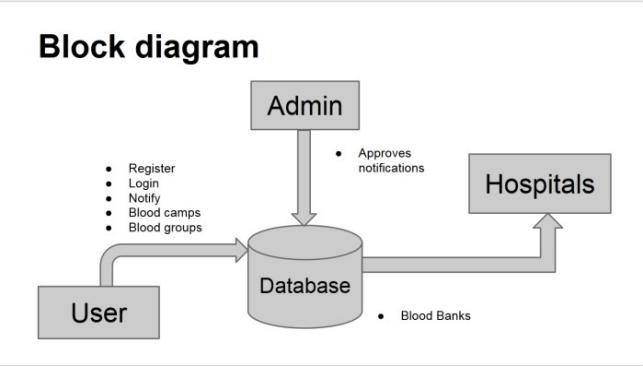 Block diagram
Admin
● Approves
notifications
Hospitals
● Register
● Login
● Notify
● Blood camps
● Blood groups
Database
User
● Blood Banks